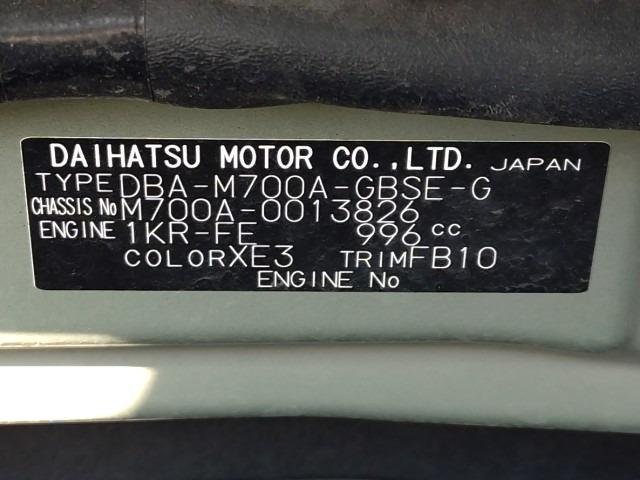 DAIHATSU MOTOR CO.,LTD. JAPAN
TYPE DBA-M700A-GBSE-G
CHASSIS No M700A-0013826
ENGINE 1KR-FE 996 cc
COLOR XE3 TRIM FB10
ENGINE No